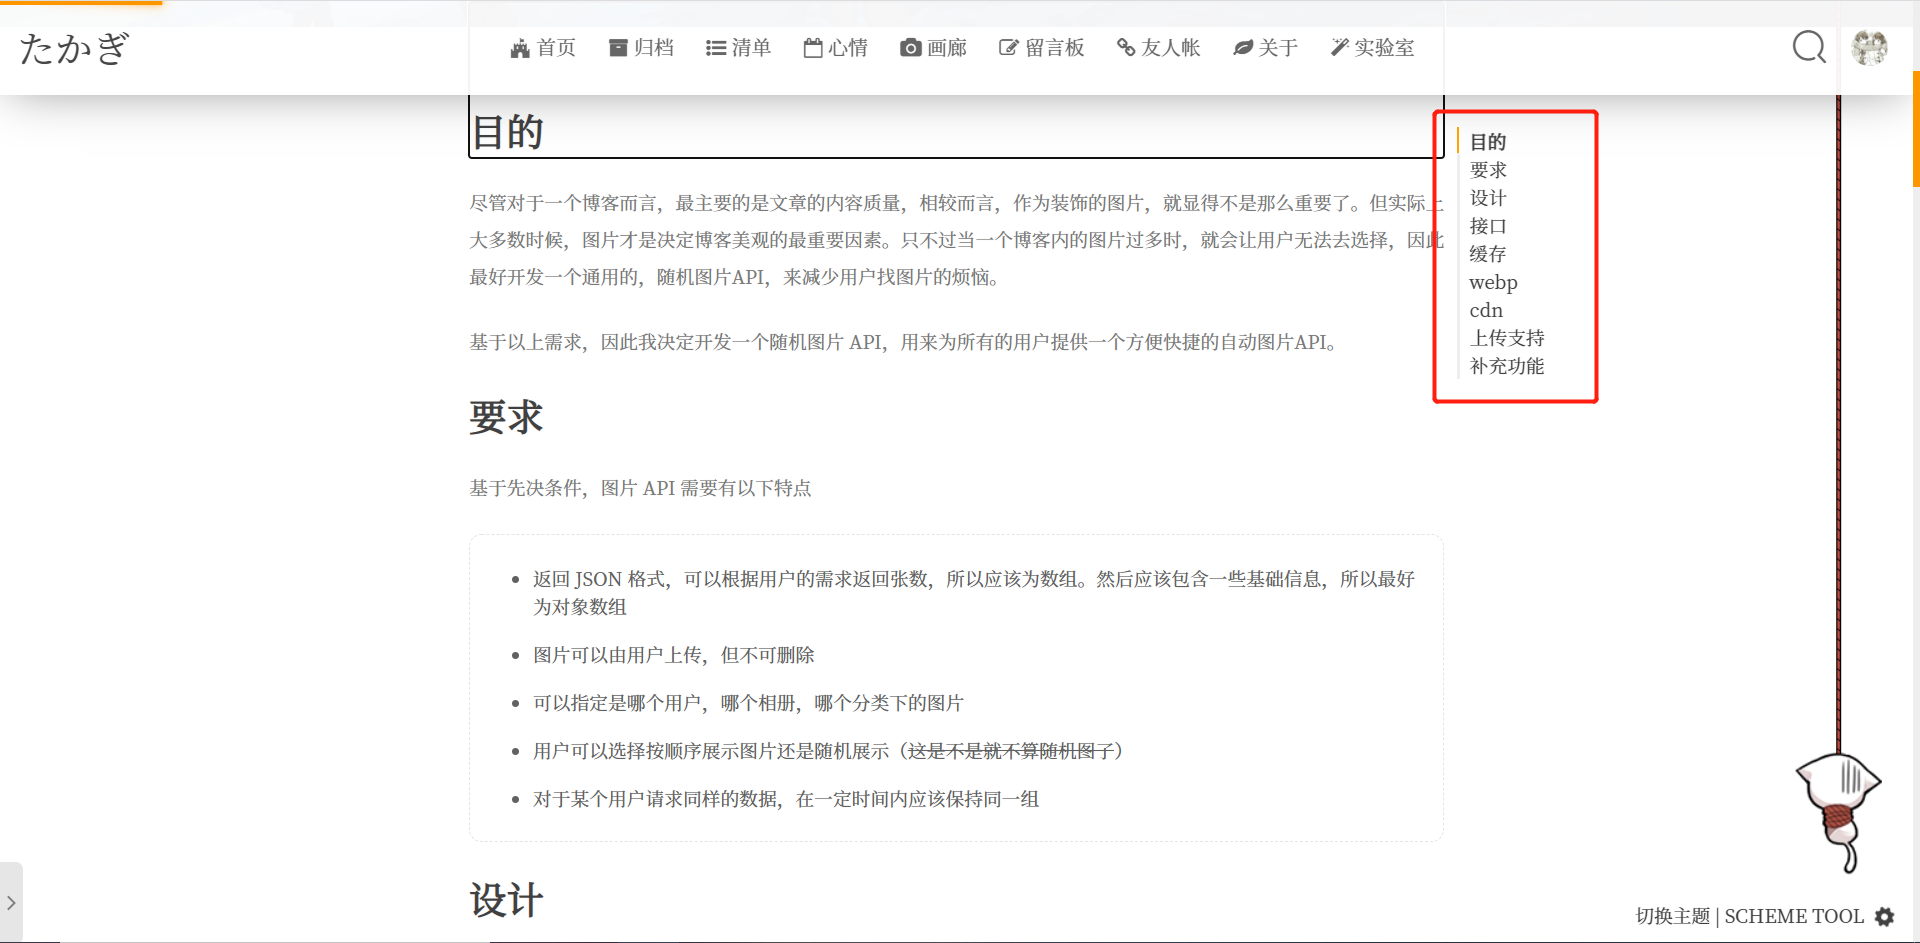 たかぎ
首页 归档 清单 心情 画廊 留言板 友人帐 关于 实验室
目的
尽管对于一个博客而言，最主要的是文章的内容质量，相较而言，作为装饰的图片，就显得不是那么重要了。但实际上
大多数时候，图片才是决定博客美观的最重要因素。只不过当一个博客内的图片过多时，就会让用户无法去选择，因此
最好开发一个通用的，随机图片API，来减少用户找图片的烦恼。
基于以上需求，因此我决定开发一个随机图片 API，用来为所有的用户提供一个方便快捷的自动图片API。
要求
基于先决条件，图片 API 需要有以下特点
返回 JSON 格式，可以根据用户的需求返回张数，所以应该为数组。然后应该包含一些基础信息，所以最好
为对象数组
图片可以由用户上传，但不可删除
可以指定是哪个用户，哪个相册，哪个分类下的图片
用户可以选择按顺序展示图片还是随机展示（这是不是就不算随机图了）
对于某个用户请求同样的数据，在一定时间内应该保持同一组
设计
目的
要求
设计
接口
缓存
webp
cdn
上传支持
补充功能
切换主题 | SCHEME TOOL